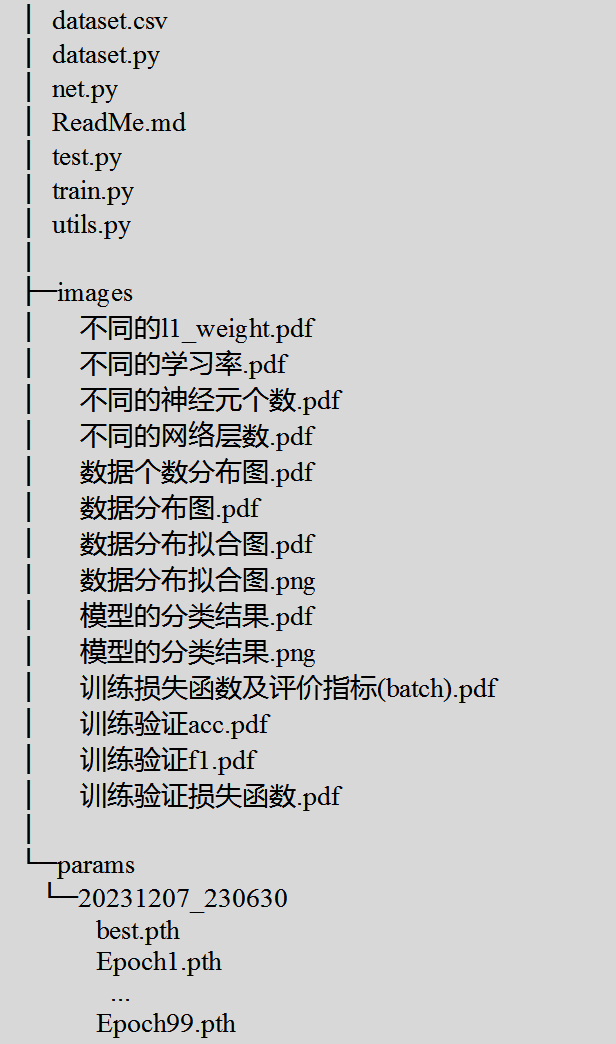 dataset.csv
dataset.py
net.py
ReadMe.md
test.py
train.py
utils.py
images
不同的l1_weight.pdf
不同的学习率.pdf
不同的神经元个数.pdf
不同的网络层数.pdf
数据个数分布图.pdf
数据分布图.pdf
数据分布拟合图.pdf
数据分布拟合图.png
模型的分类结果.pdf
模型的分类结果.png
训练损失函数及评价指标(batch).pdf
训练验证acc.pdf
训练验证f1.pdf
训练验证损失函数.pdf
params
20231207_230630
best.pth
Epoch1.pth
...
Epoch99.pth